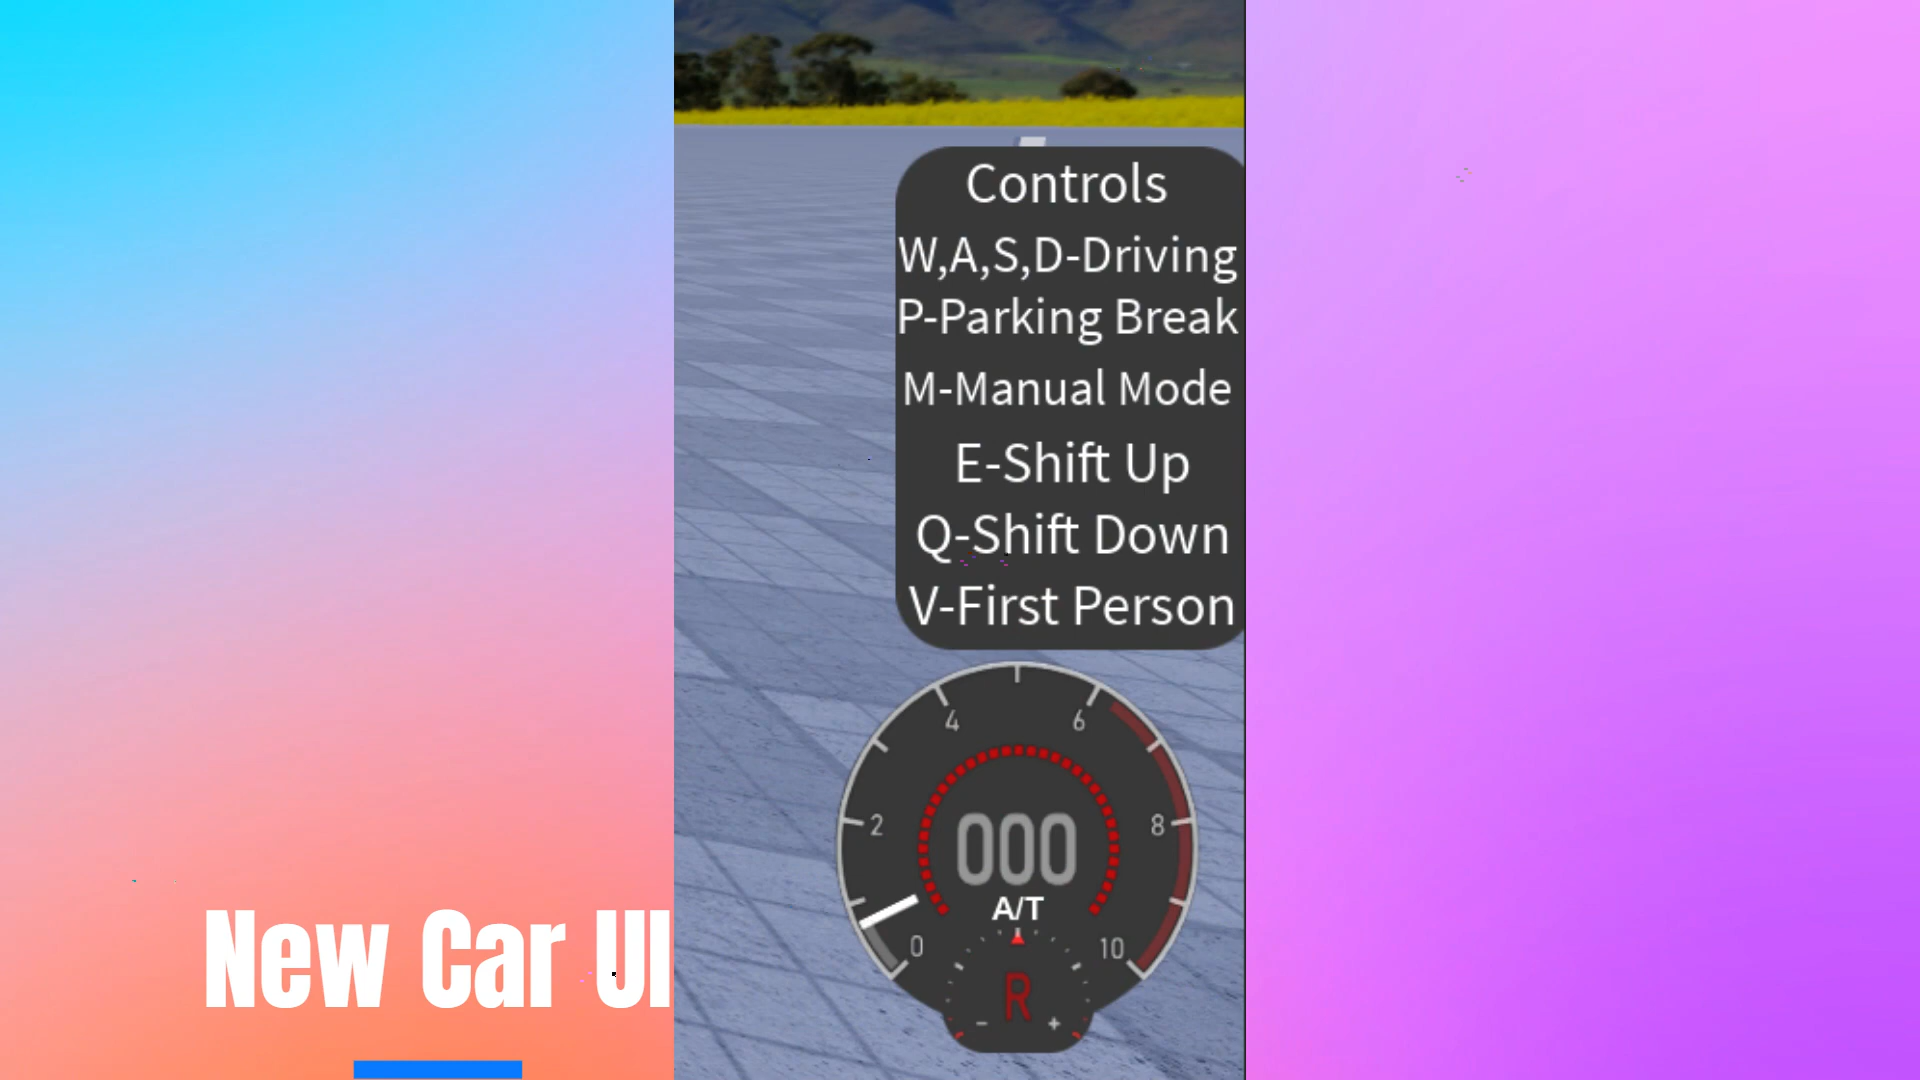 Controls
W,A,S,D-Driving
P-Parking Break
M-Manual Mode
E-Shift Up
Q-Shift Down
V-First Person
4 6
2 8
000
A/T
0 10
R
- +
New Car UI